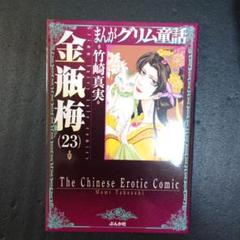 まんがグリム童話
竹崎真実
金瓶梅
(23)
The Chinese Erotic Comic
Mami Takezaki
ぶんか社